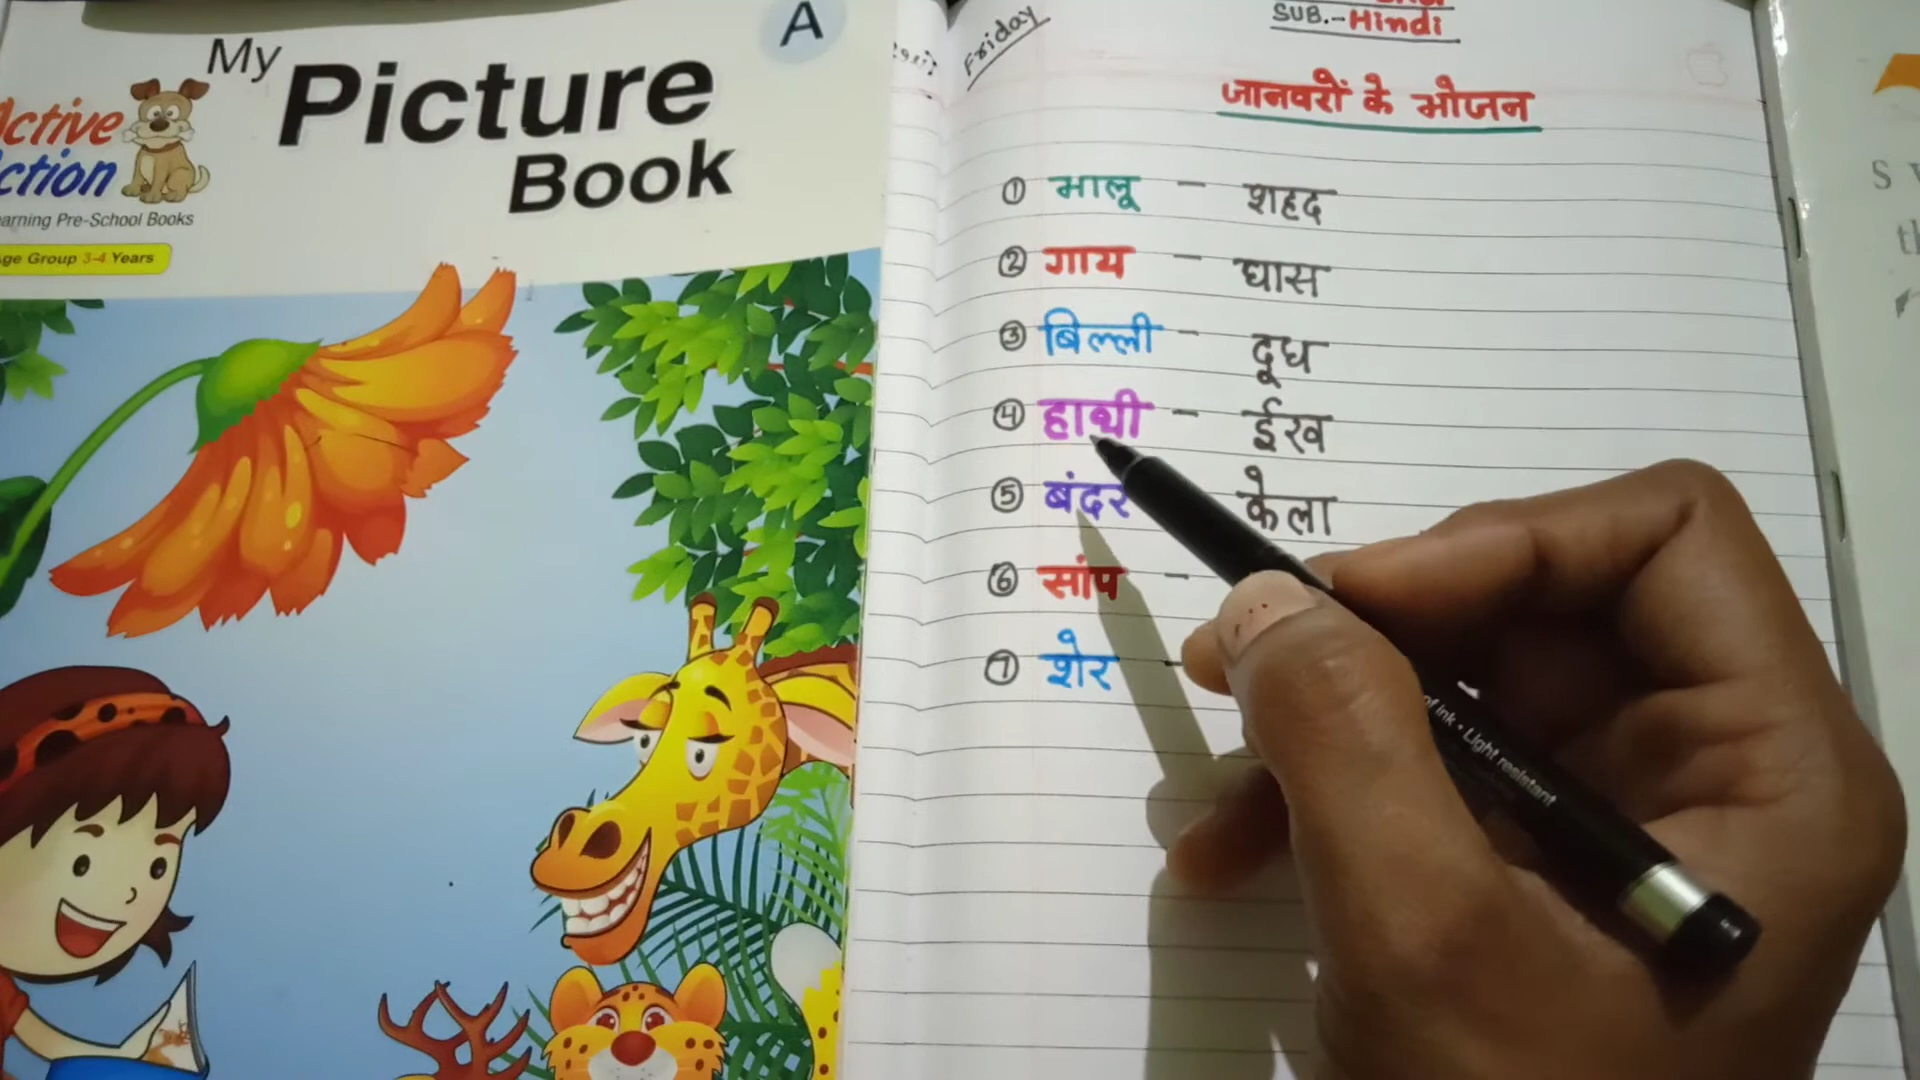 A
My
Picture
Book
Active
Action
Learning Pre-School Books
Age Group 3-4 Years
Friday
SUB.-Hindi
जानवरों के भोजन
① भालू - शहद
② गाय - घास
③ बिल्ली - दूध
④ हाथी - ईख
⑤ बंदर केला
⑥ सांप -
⑦ शेर -
of ink • Light resistant